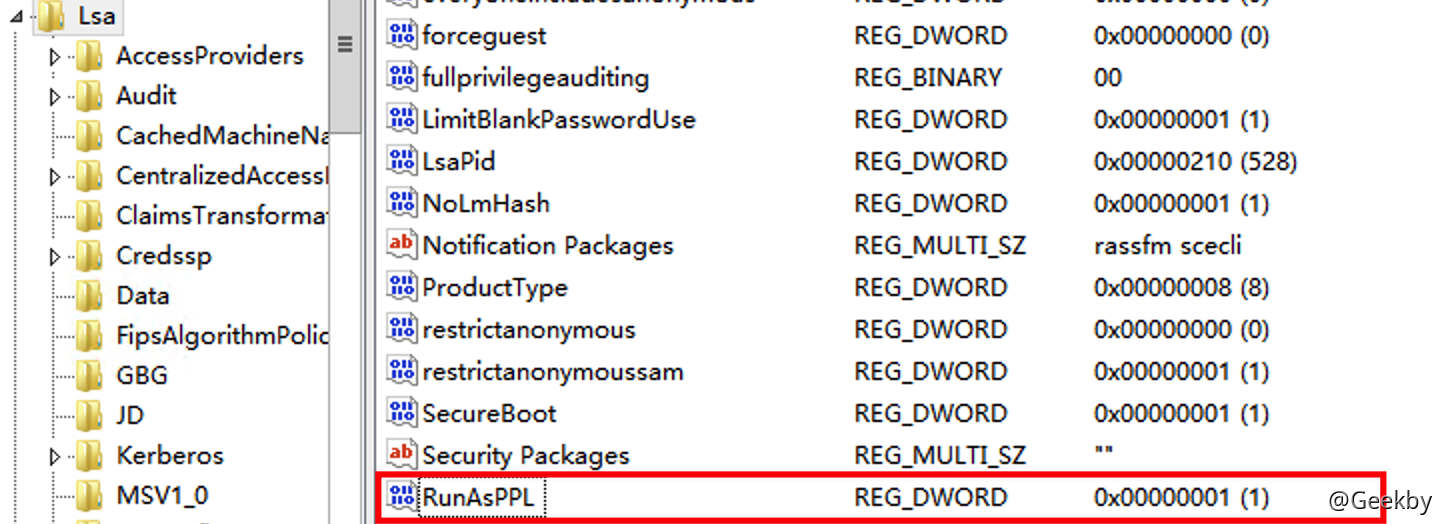 Lsa
AccessProviders
Audit
CachedMachineNa
CentralizedAccess
ClaimsTransforma
Credssp
Data
FipsAlgorithmPolic
GBG
JD
Kerberos
MSV1_0
forceguest REG_DWORD 0x00000000 (0)
fullprivilegeauditing REG_BINARY 00
LimitBlankPasswordUse REG_DWORD 0x00000001 (1)
LsaPid REG_DWORD 0x00000210 (528)
NoLmHash REG_DWORD 0x00000001 (1)
Notification Packages REG_MULTI_SZ rassfm scecli
ProductType REG_DWORD 0x00000008 (8)
restrictanonymous REG_DWORD 0x00000000 (0)
restrictanonymoussam REG_DWORD 0x00000001 (1)
SecureBoot REG_DWORD 0x00000001 (1)
Security Packages REG_MULTI_SZ ""
RunAsPPL REG_DWORD 0x00000001 (1)
@Geekby